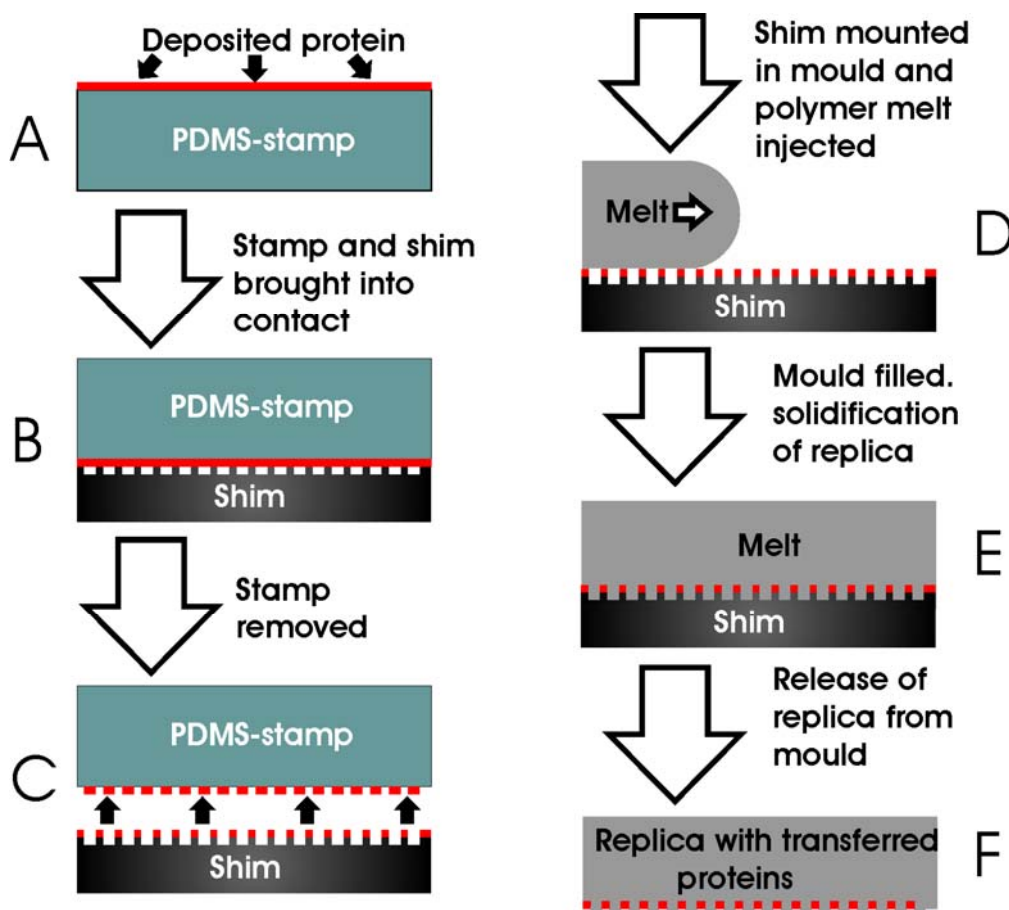 Deposited protein
A
PDMS-stamp
Stamp and shim
brought into
contact
B
PDMS-stamp
Shim
Stamp
removed
C
PDMS-stamp
Shim
Shim mounted
in mould and
polymer melt
injected
D
Melt
Shim
Mould filled.
solidification
of replica
E
Melt
Shim
Release of
replica from
mould
F
Replica with transferred
proteins